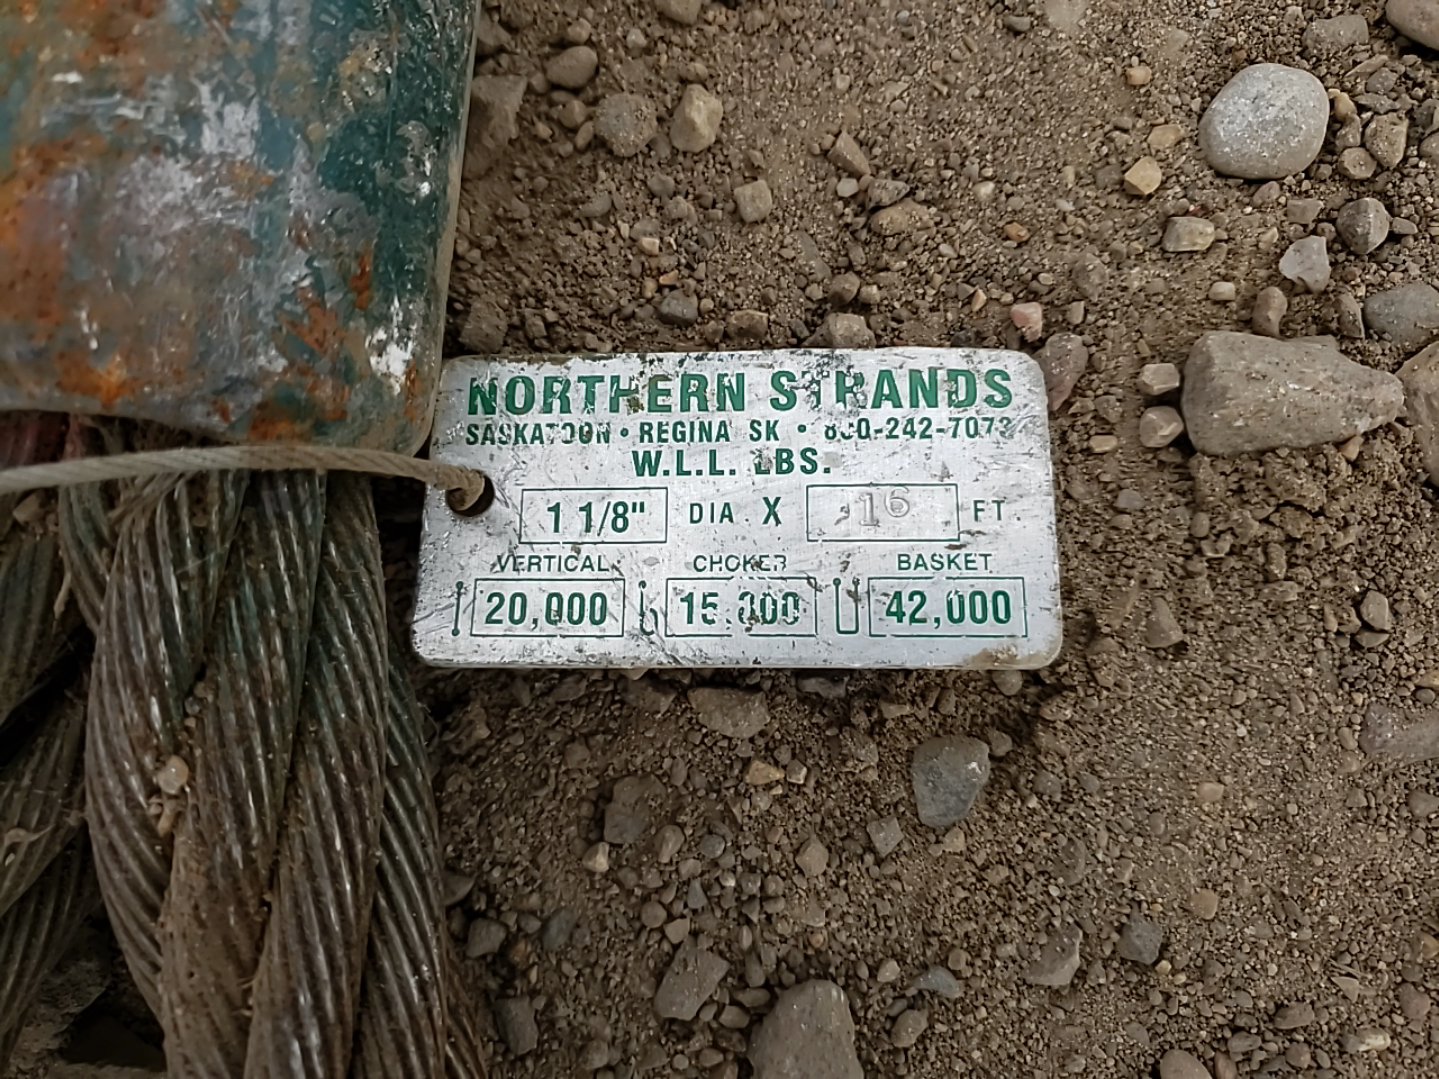 NORTHERN STRANDS
SASKATOON • REGINA SK • 800-242-7073
W.L.L. LBS.
1 1/8" DIA. X 16 FT.
VERTICAL CHOKER BASKET
20,000 15,000 42,000